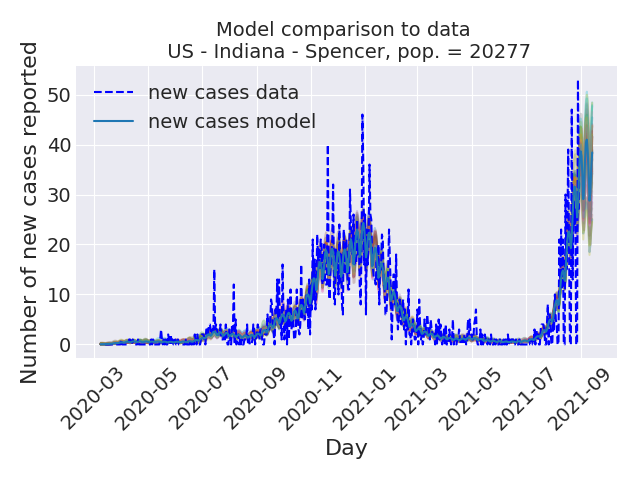 Model comparison to data
US - Indiana - Spencer, pop. = 20277
Number of new cases reported
50
40
30
20
10
0
new cases data
new cases model
2020-03
2020-05
2020-07
2020-09
2020-11
2021-01
2021-03
2021-05
2021-07
2021-09
Day